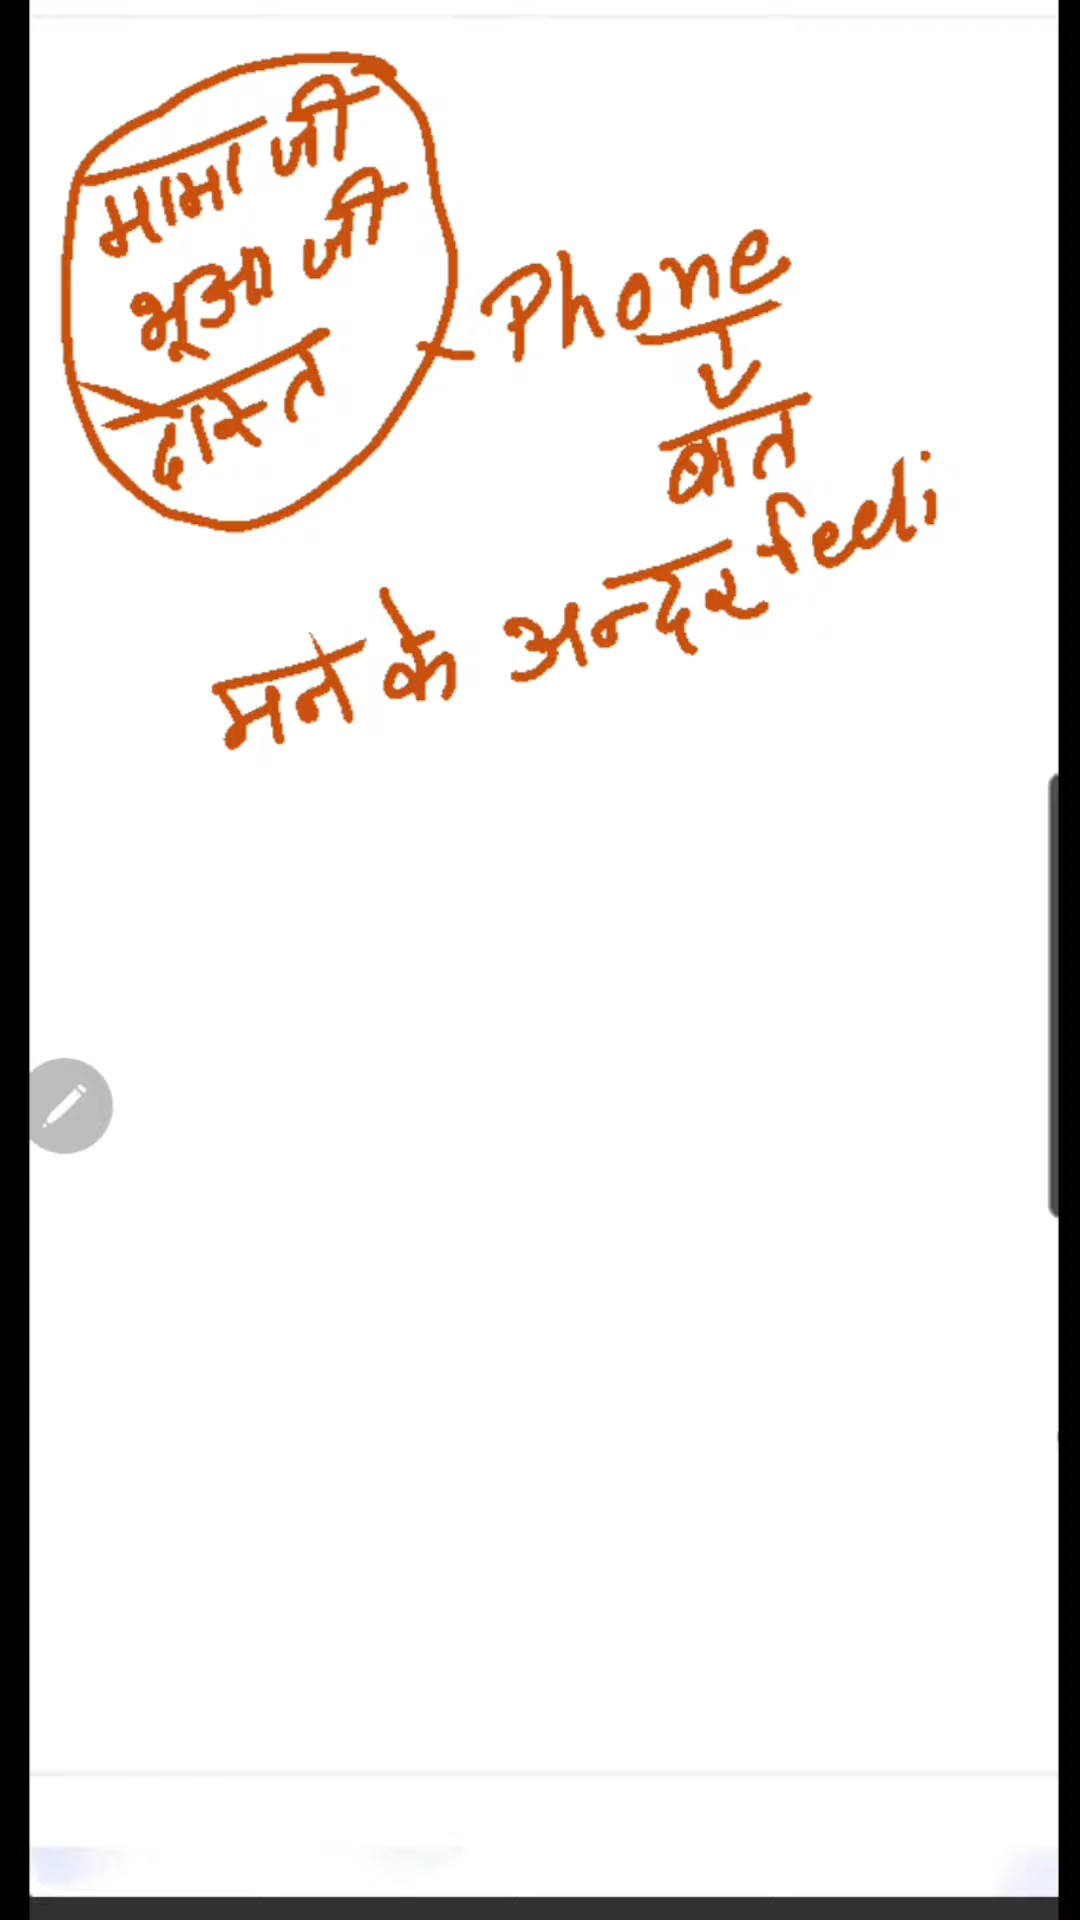 मामा जी
भूआ जी
दोस्त
Phone
बात
मन के अन्दर feeli